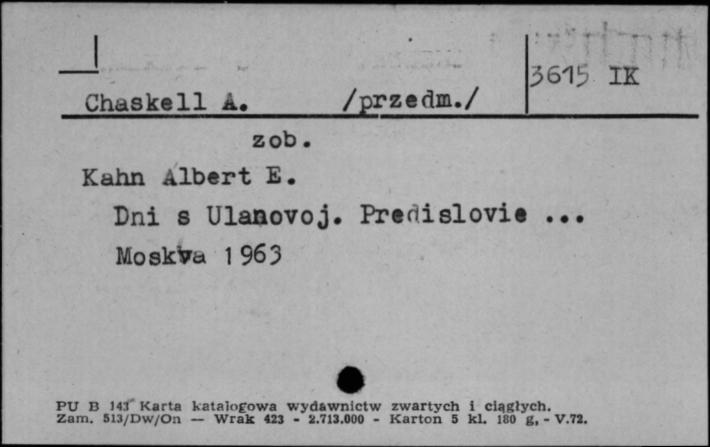 3615 IK
Chaskell A. /przedm./
zob.
Kahn Albert E.
Dni s Ulanovoj. Predislovie ...
Moskva 1963
PU B 143 Karta katalogowa wydawnictw zwartych i ciągłych.
Zam. 513/Dw/On — Wrak 423 - 2.713.000 - Karton 5 kl. 180 g, - V.72.